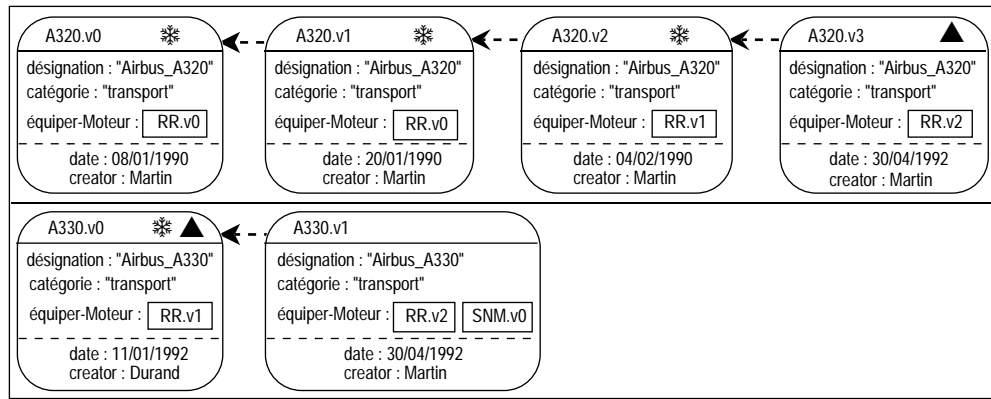 A320.v0
désignation : "Airbus_A320"
catégorie : "transport"
équiper-Moteur : RR.v0
date : 08/01/1990
creator : Martin
A320.v1
désignation : "Airbus_A320"
catégorie : "transport"
équiper-Moteur : RR.v0
date : 20/01/1990
creator : Martin
A320.v2
désignation : "Airbus_A320"
catégorie : "transport"
équiper-Moteur : RR.v1
date : 04/02/1990
creator : Martin
A320.v3
désignation : "Airbus_A320"
catégorie : "transport"
équiper-Moteur : RR.v2
date : 30/04/1992
creator : Martin
A330.v0
désignation : "Airbus_A330"
catégorie : "transport"
équiper-Moteur : RR.v1
date : 11/01/1992
creator : Durand
A330.v1
désignation : "Airbus_A330"
catégorie : "transport"
équiper-Moteur : RR.v2 SNM.v0
date : 30/04/1992
creator : Martin